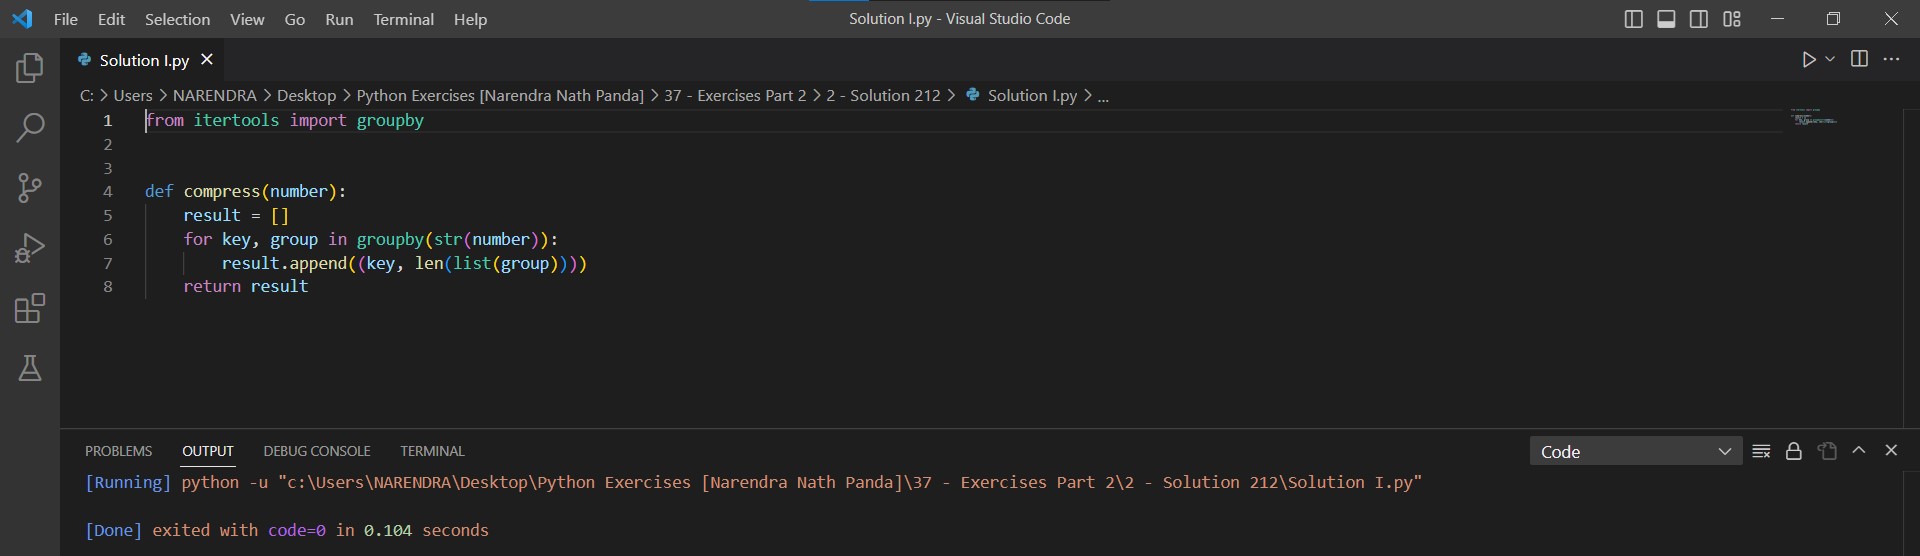 File Edit Selection View Go Run Terminal Help Solution I.py - Visual Studio Code
Solution I.py
C: > Users > NARENDRA > Desktop > Python Exercises [Narendra Nath Panda] > 37 - Exercises Part 2 > 2 - Solution 212 > Solution I.py > ...
1 from itertools import groupby
2
3
4 def compress(number):
5     result = []
6     for key, group in groupby(str(number)):
7         result.append((key, len(list(group))))
8     return result
PROBLEMS OUTPUT DEBUG CONSOLE TERMINAL Code
[Running] python -u "c:\Users\NARENDRA\Desktop\Python Exercises [Narendra Nath Panda]\37 - Exercises Part 2\2 - Solution 212\Solution I.py"
[Done] exited with code=0 in 0.104 seconds